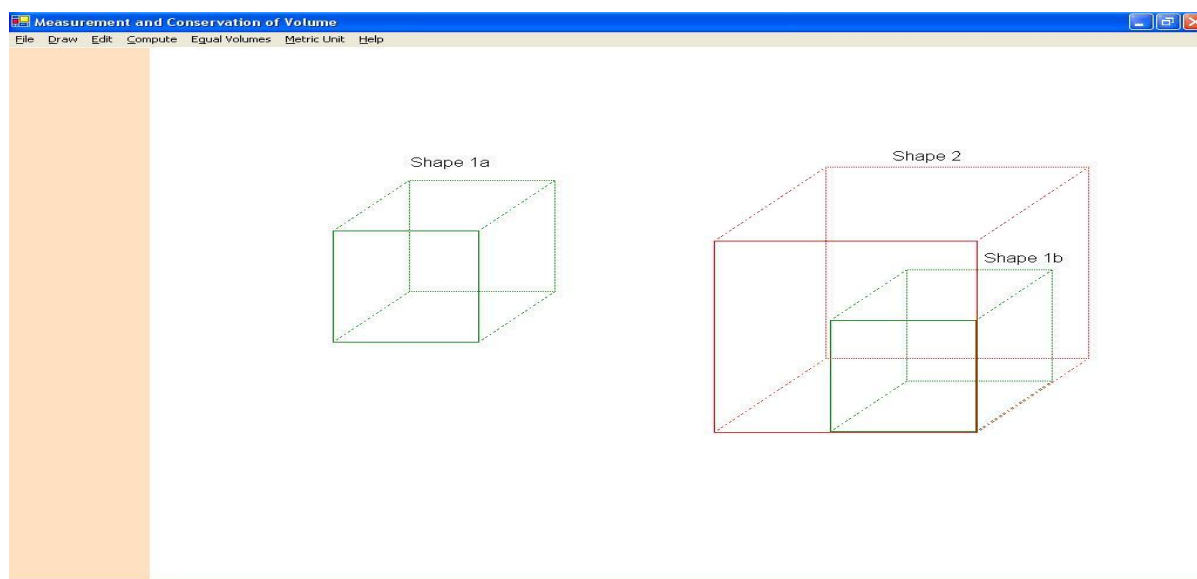 Measurement and Conservation of Volume
File Draw Edit Compute Equal Volumes Metric Unit Help
Shape 1a
Shape 2
Shape 1b